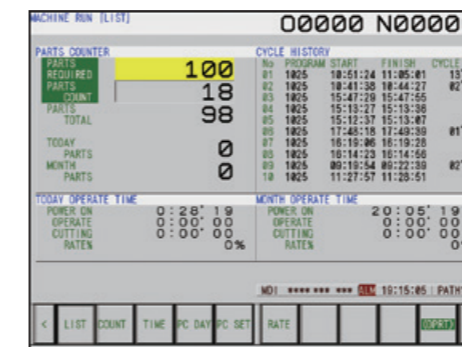 MACHINE RUN [LIST]
O0000 N0000
PARTS COUNTER
PARTS REQUIRED 100
PARTS COUNT 18
PARTS TOTAL 98
TODAY PARTS 0
MONTH PARTS 0
CYCLE HISTORY
No PROGRAM START FINISH CYCLE
01 1025 10:51:24 11:05:01 13'
02 1025 10:41:38 10:44:27 02'
03 1025 15:47:29 15:47:55
04 1025 15:13:27 15:13:36
05 1025 15:12:37 15:13:07
06 1025 17:48:18 17:49:39 01'
07 1025 16:19:06 16:19:28
08 1025 16:14:23 16:14:56
09 1025 09:19:54 09:22:39 02'
10 1025 11:27:57 11:28:51
TODAY OPERATE TIME
POWER ON 0:28'19
OPERATE 0:00'00
CUTTING 0:00'00
RATE% 0%
MONTH OPERATE TIME
POWER ON 20:05'19
OPERATE 0:00'00
CUTTING 0:00'00
RATE% 0
MDI **** *** *** ALM 19:15:05 PATH
< LIST COUNT TIME PC DAY PC SET RATE (OPRT)